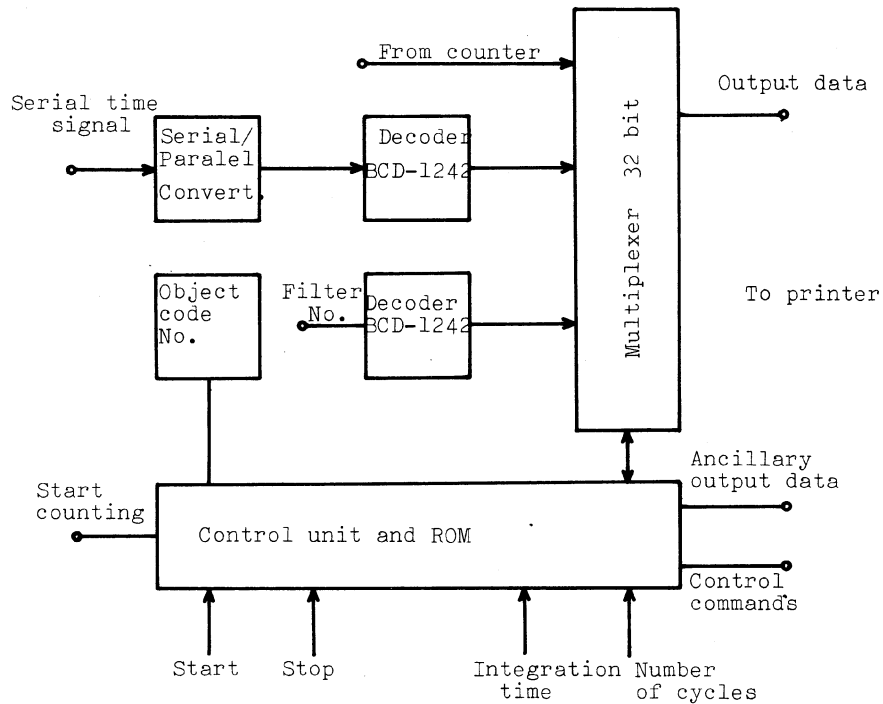 From counter
Output data
Serial time
signal
Serial/
Paralel
Convert.
Decoder
BCD-1242
Multiplexer 32 bit
Object
code
No.
Filter
No.
Decoder
BCD-1242
To printer
Ancillary
output data
Start
counting
Control unit and ROM
Control
commands
Start
Stop
Integration
time
Number
of cycles